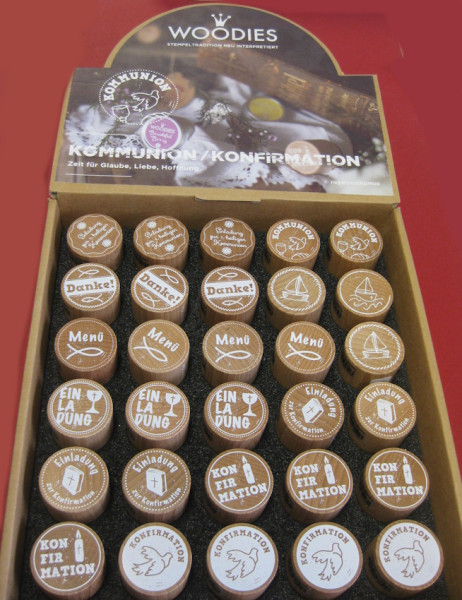 WOODIES
STEMPELTRADITION NEU INTERPRETIERT
KOMMUNION
KOMMUNION/KONFIRMATION
Zeit für Glaube, Liebe, Hoffnung
KOMMUNION
KOMMUNION
Danke!
Danke!
Danke!
Menü
Menü
Menü
Menü
EIN
LA
DUNG
EIN
LA
DUNG
EIN
LA
DUNG
Einladung
zur Konfirmation
Einladung
zur Konfirmation
Einladung
zur Konfirmation
Einladung
zur Konfirmation
KON
FIR
MATION
KON
FIR
MATION
KON
FIR
MATION
KON
FIR
MATION
KONFIRMATION
KONFIRMATION
KONFIRMATION
KONFIRMATION